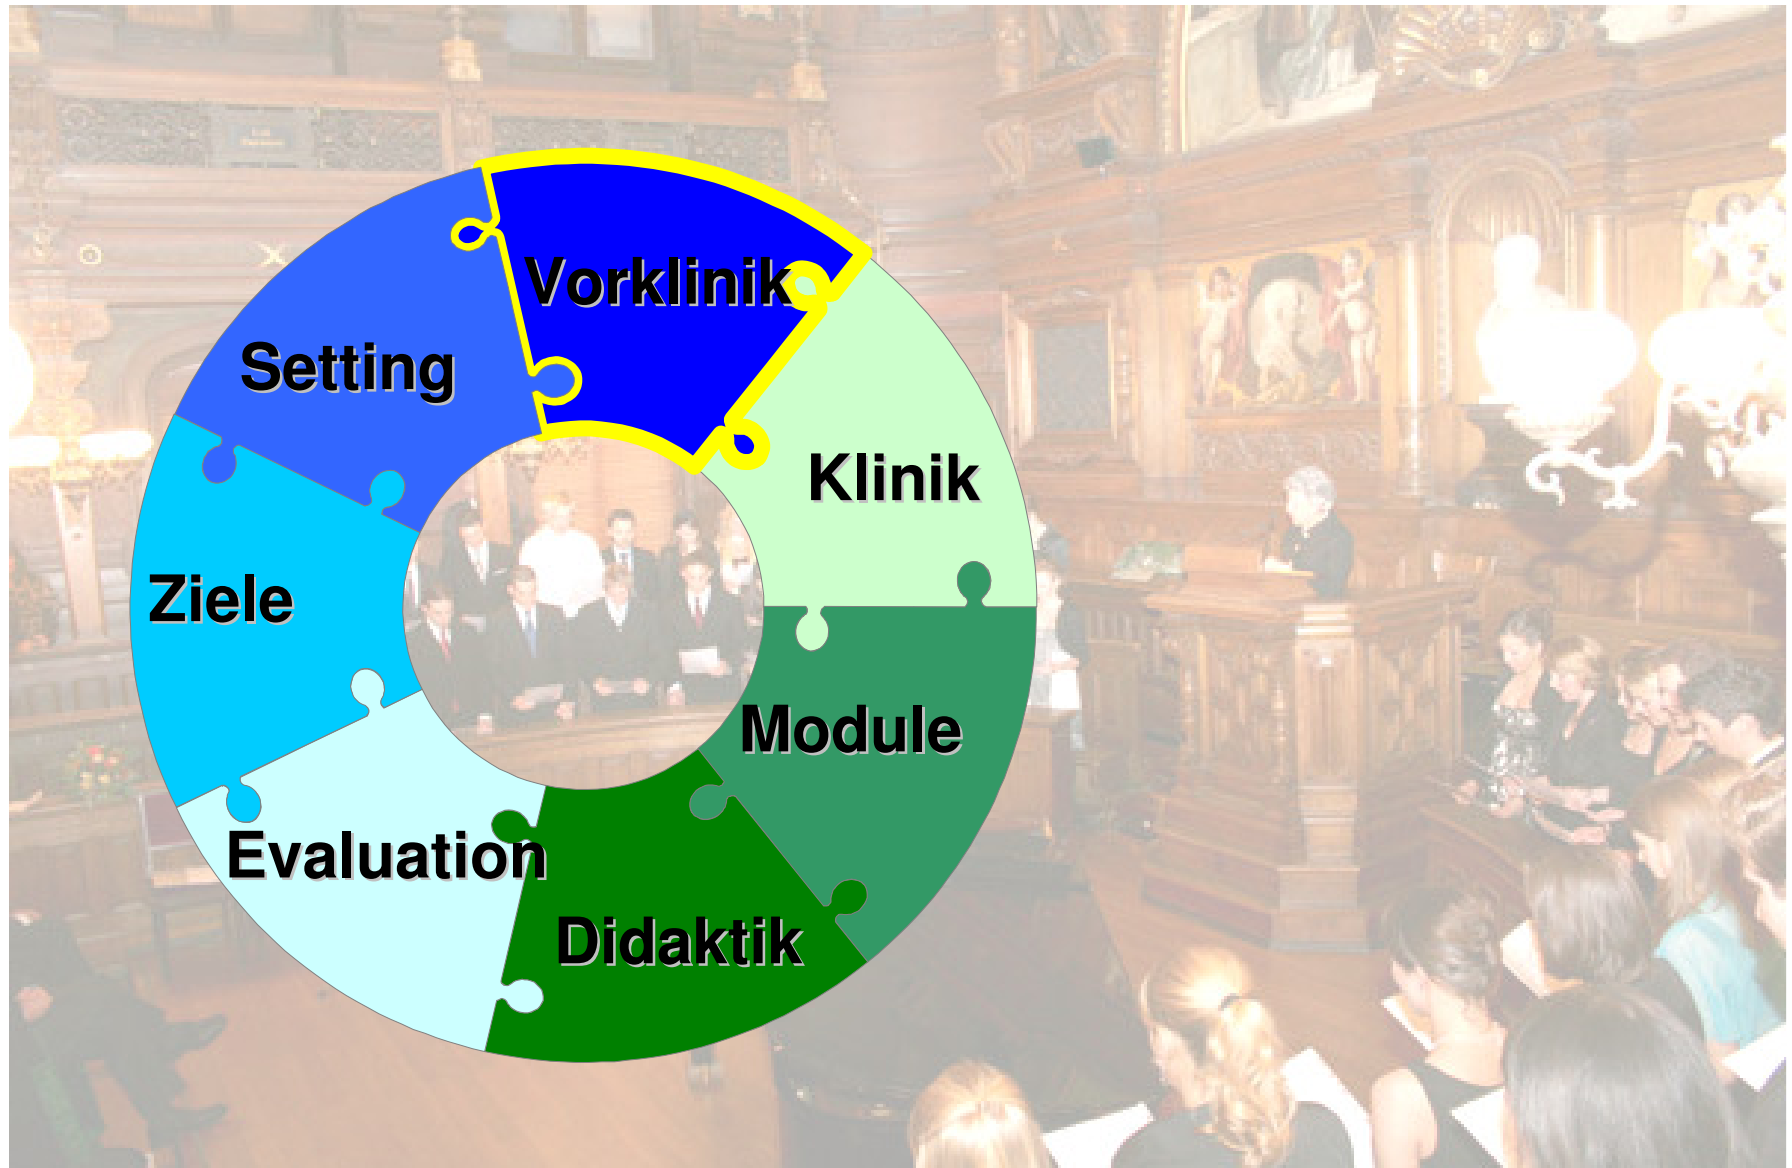 Vorklinik
Setting
Klinik
Ziele
Module
Evaluation
Didaktik